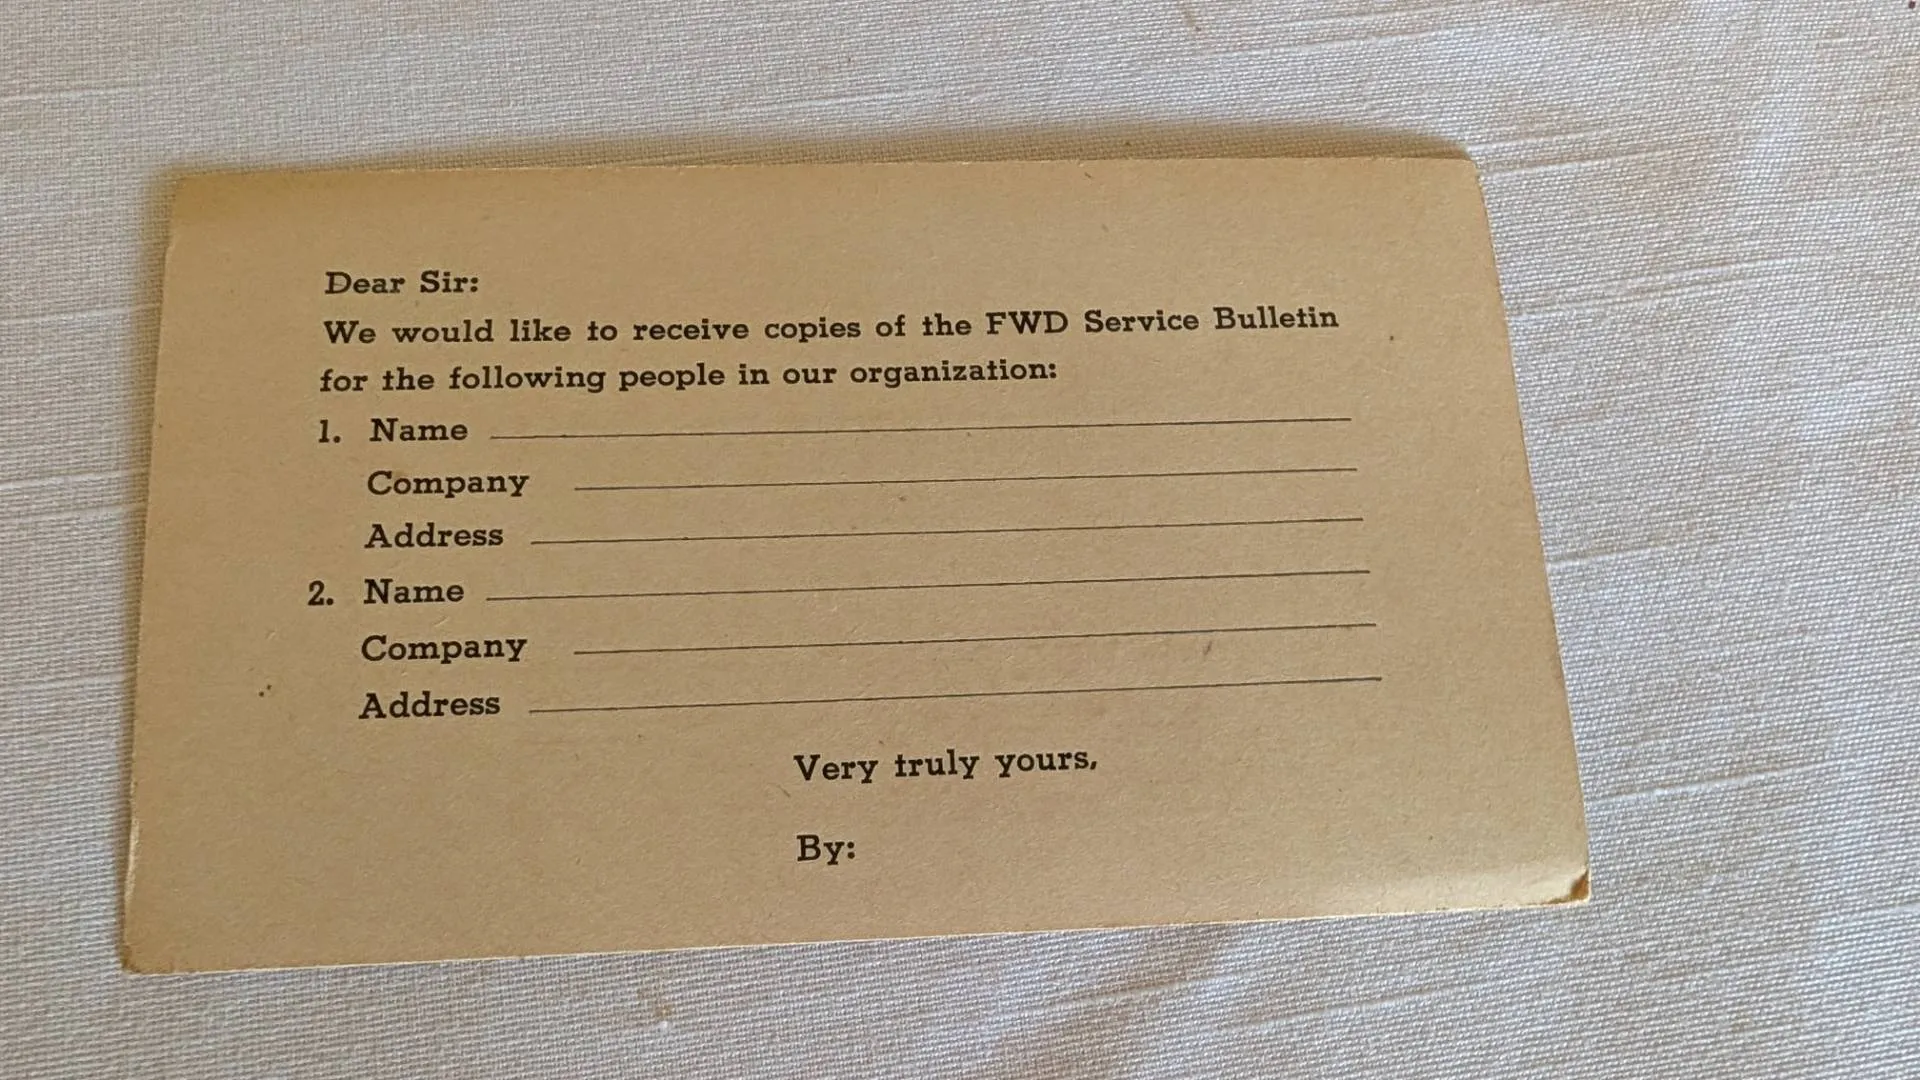 Dear Sir:
We would like to receive copies of the FWD Service Bulletin
for the following people in our organization:
1. Name
Company
Address
2. Name
Company
Address
Very truly yours,
By: